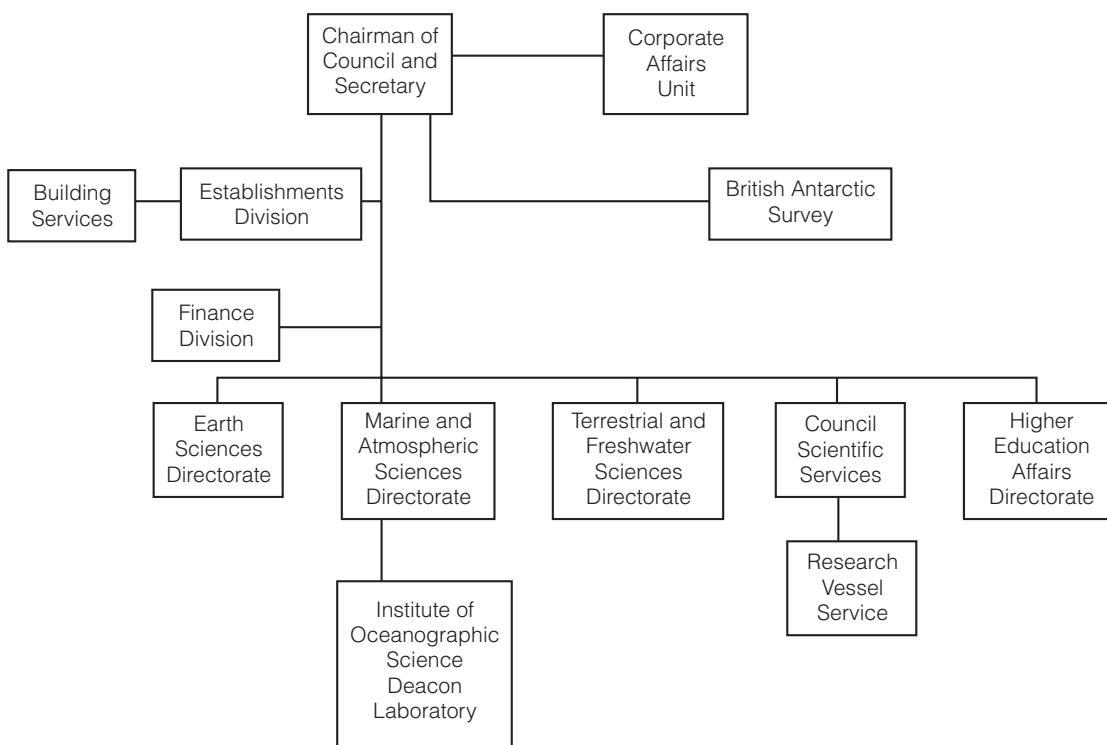 Chairman of
Council and
Secretary
Corporate
Affairs
Unit
Building
Services
Establishments
Division
British Antarctic
Survey
Finance
Division
Earth
Sciences
Directorate
Marine and
Atmospheric
Sciences
Directorate
Terrestrial and
Freshwater
Sciences
Directorate
Council
Scientific
Services
Higher
Education
Affairs
Directorate
Institute of
Oceanographic
Science
Deacon
Laboratory
Research
Vessel
Service